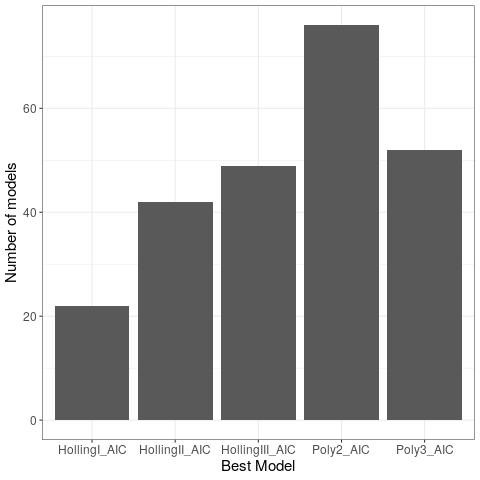 Number of models
60
40
20
0
HollingI_AIC HollingII_AIC HollingIII_AIC Poly2_AIC Poly3_AIC
Best Model